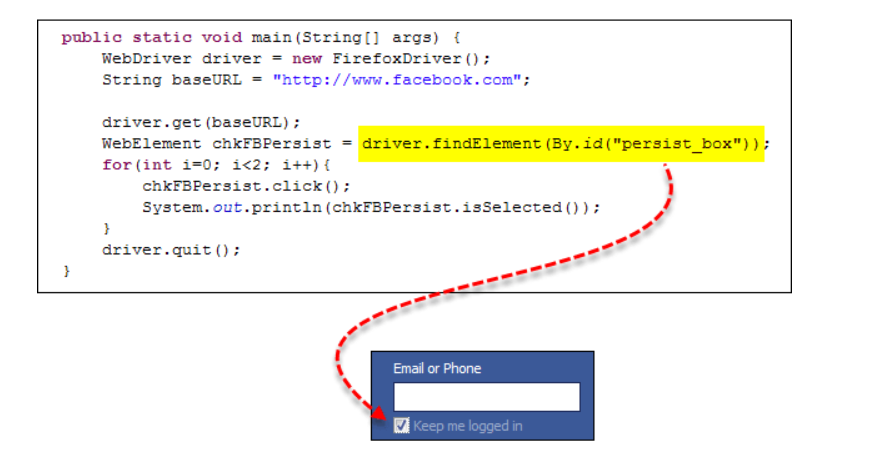 public static void main(String[] args) {
WebDriver driver = new FirefoxDriver();
String baseURL = "http://www.facebook.com";
driver.get(baseURL);
WebElement chkFBPersist = driver.findElement(By.id("persist_box"));
for(int i=0; i<2; i++){
chkFBPersist.click();
System.out.println(chkFBPersist.isSelected());
}
driver.quit();
}
Email or Phone
Keep me logged in